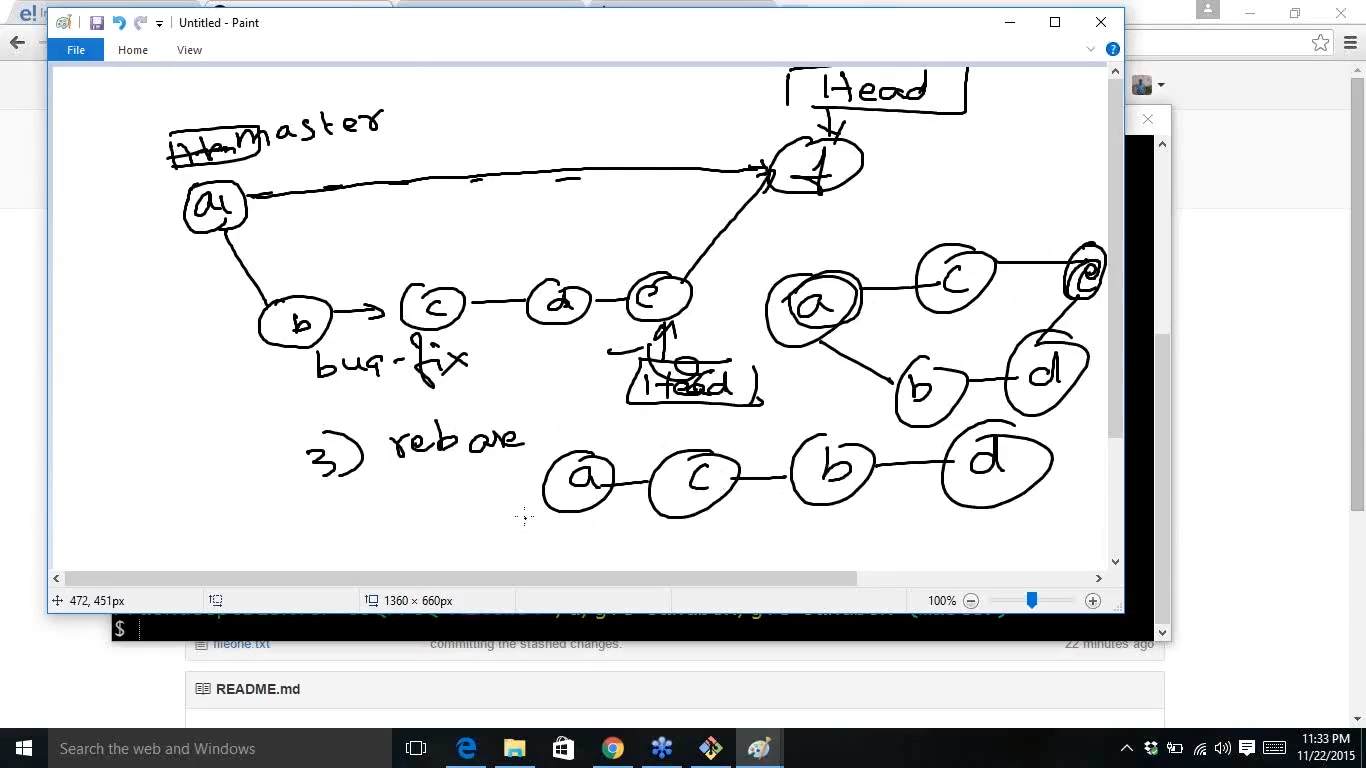 e!
Untitled - Paint
File Home View
Head
master
a
f
b c d e
a c e
bug-fix
Head
b d
3) rebase
a c b d
472, 451px
1360 × 660px
100%
$
fileone.txt committing the stashed changes. 22 minutes ago
README.md
Search the web and Windows
11:33 PM
11/22/2015